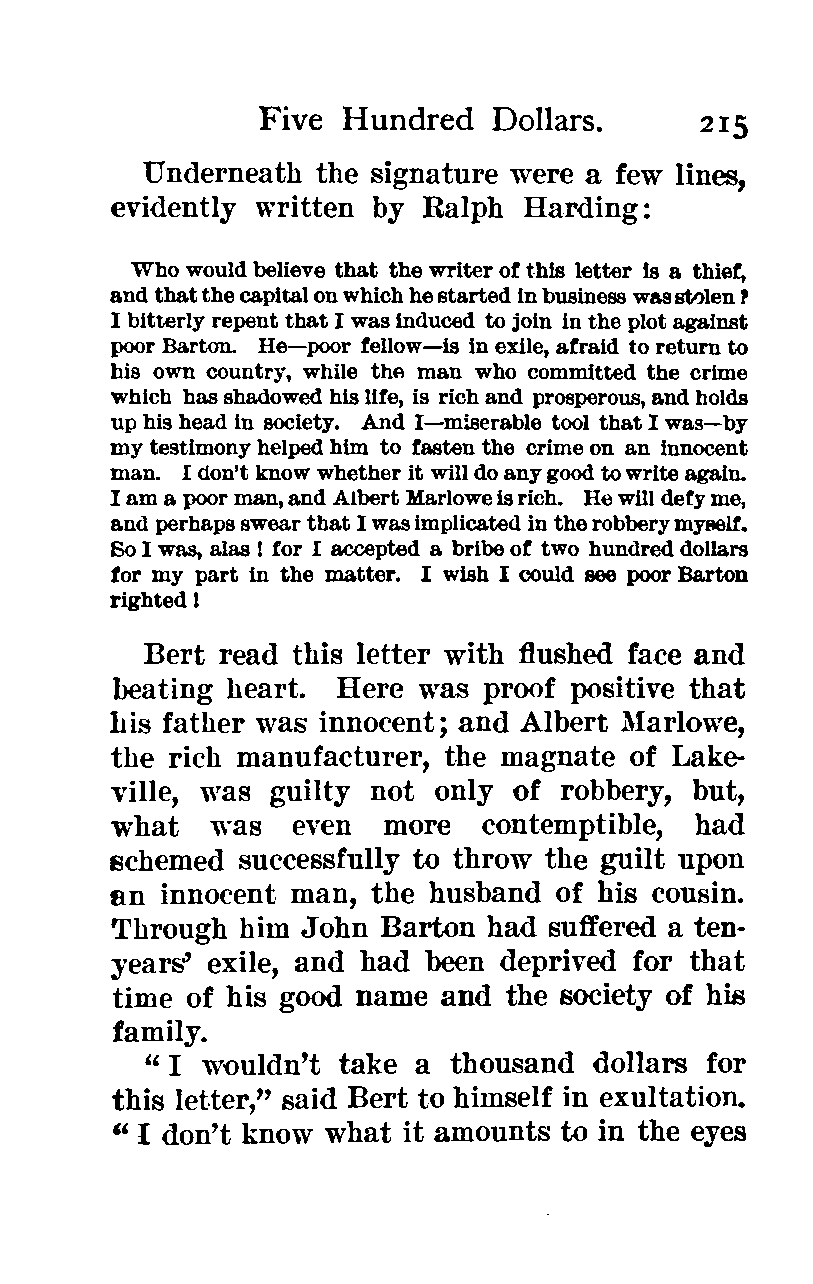 Five Hundred Dollars. 215
Underneath the signature were a few lines,
evidently written by Ralph Harding:
Who would believe that the writer of this letter is a thief,
and that the capital on which he started in business was stolen?
I bitterly repent that I was induced to join in the plot against
poor Barton. He—poor fellow—is in exile, afraid to return to
his own country, while the man who committed the crime
which has shadowed his life, is rich and prosperous, and holds
up his head in society. And I—miserable tool that I was—by
my testimony helped him to fasten the crime on an innocent
man. I don't know whether it will do any good to write again.
I am a poor man, and Albert Marlowe is rich. He will defy me,
and perhaps swear that I was implicated in the robbery myself.
So I was, alas! for I accepted a bribe of two hundred dollars
for my part in the matter. I wish I could see poor Barton
righted!
Bert read this letter with flushed face and
beating heart. Here was proof positive that
his father was innocent; and Albert Marlowe,
the rich manufacturer, the magnate of Lake-
ville, was guilty not only of robbery, but,
what was even more contemptible, had
schemed successfully to throw the guilt upon
an innocent man, the husband of his cousin.
Through him John Barton had suffered a ten-
years' exile, and had been deprived for that
time of his good name and the society of his
family.
"I wouldn't take a thousand dollars for
this letter," said Bert to himself in exultation.
"I don't know what it amounts to in the eyes